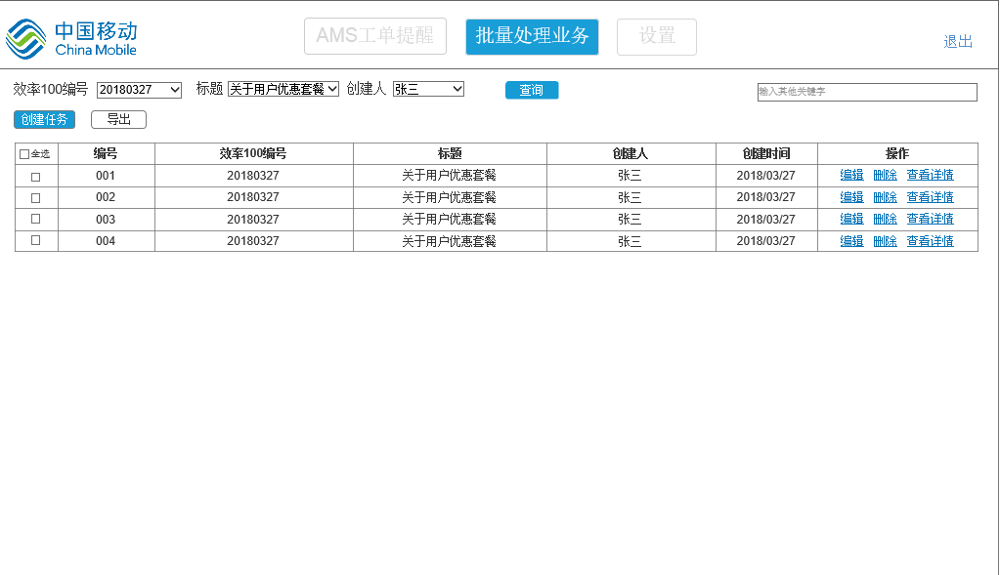 中国移动
China Mobile
AMS工单提醒 批量处理业务 设置
退出
效率100编号 20180327 标题 关于用户优惠套餐 创建人 张三 查询 输入其他关键字
创建任务 导出
全选 编号 效率100编号 标题 创建人 创建时间 操作
001 20180327 关于用户优惠套餐 张三 2018/03/27 编辑 删除 查看详情
002 20180327 关于用户优惠套餐 张三 2018/03/27 编辑 删除 查看详情
003 20180327 关于用户优惠套餐 张三 2018/03/27 编辑 删除 查看详情
004 20180327 关于用户优惠套餐 张三 2018/03/27 编辑 删除 查看详情